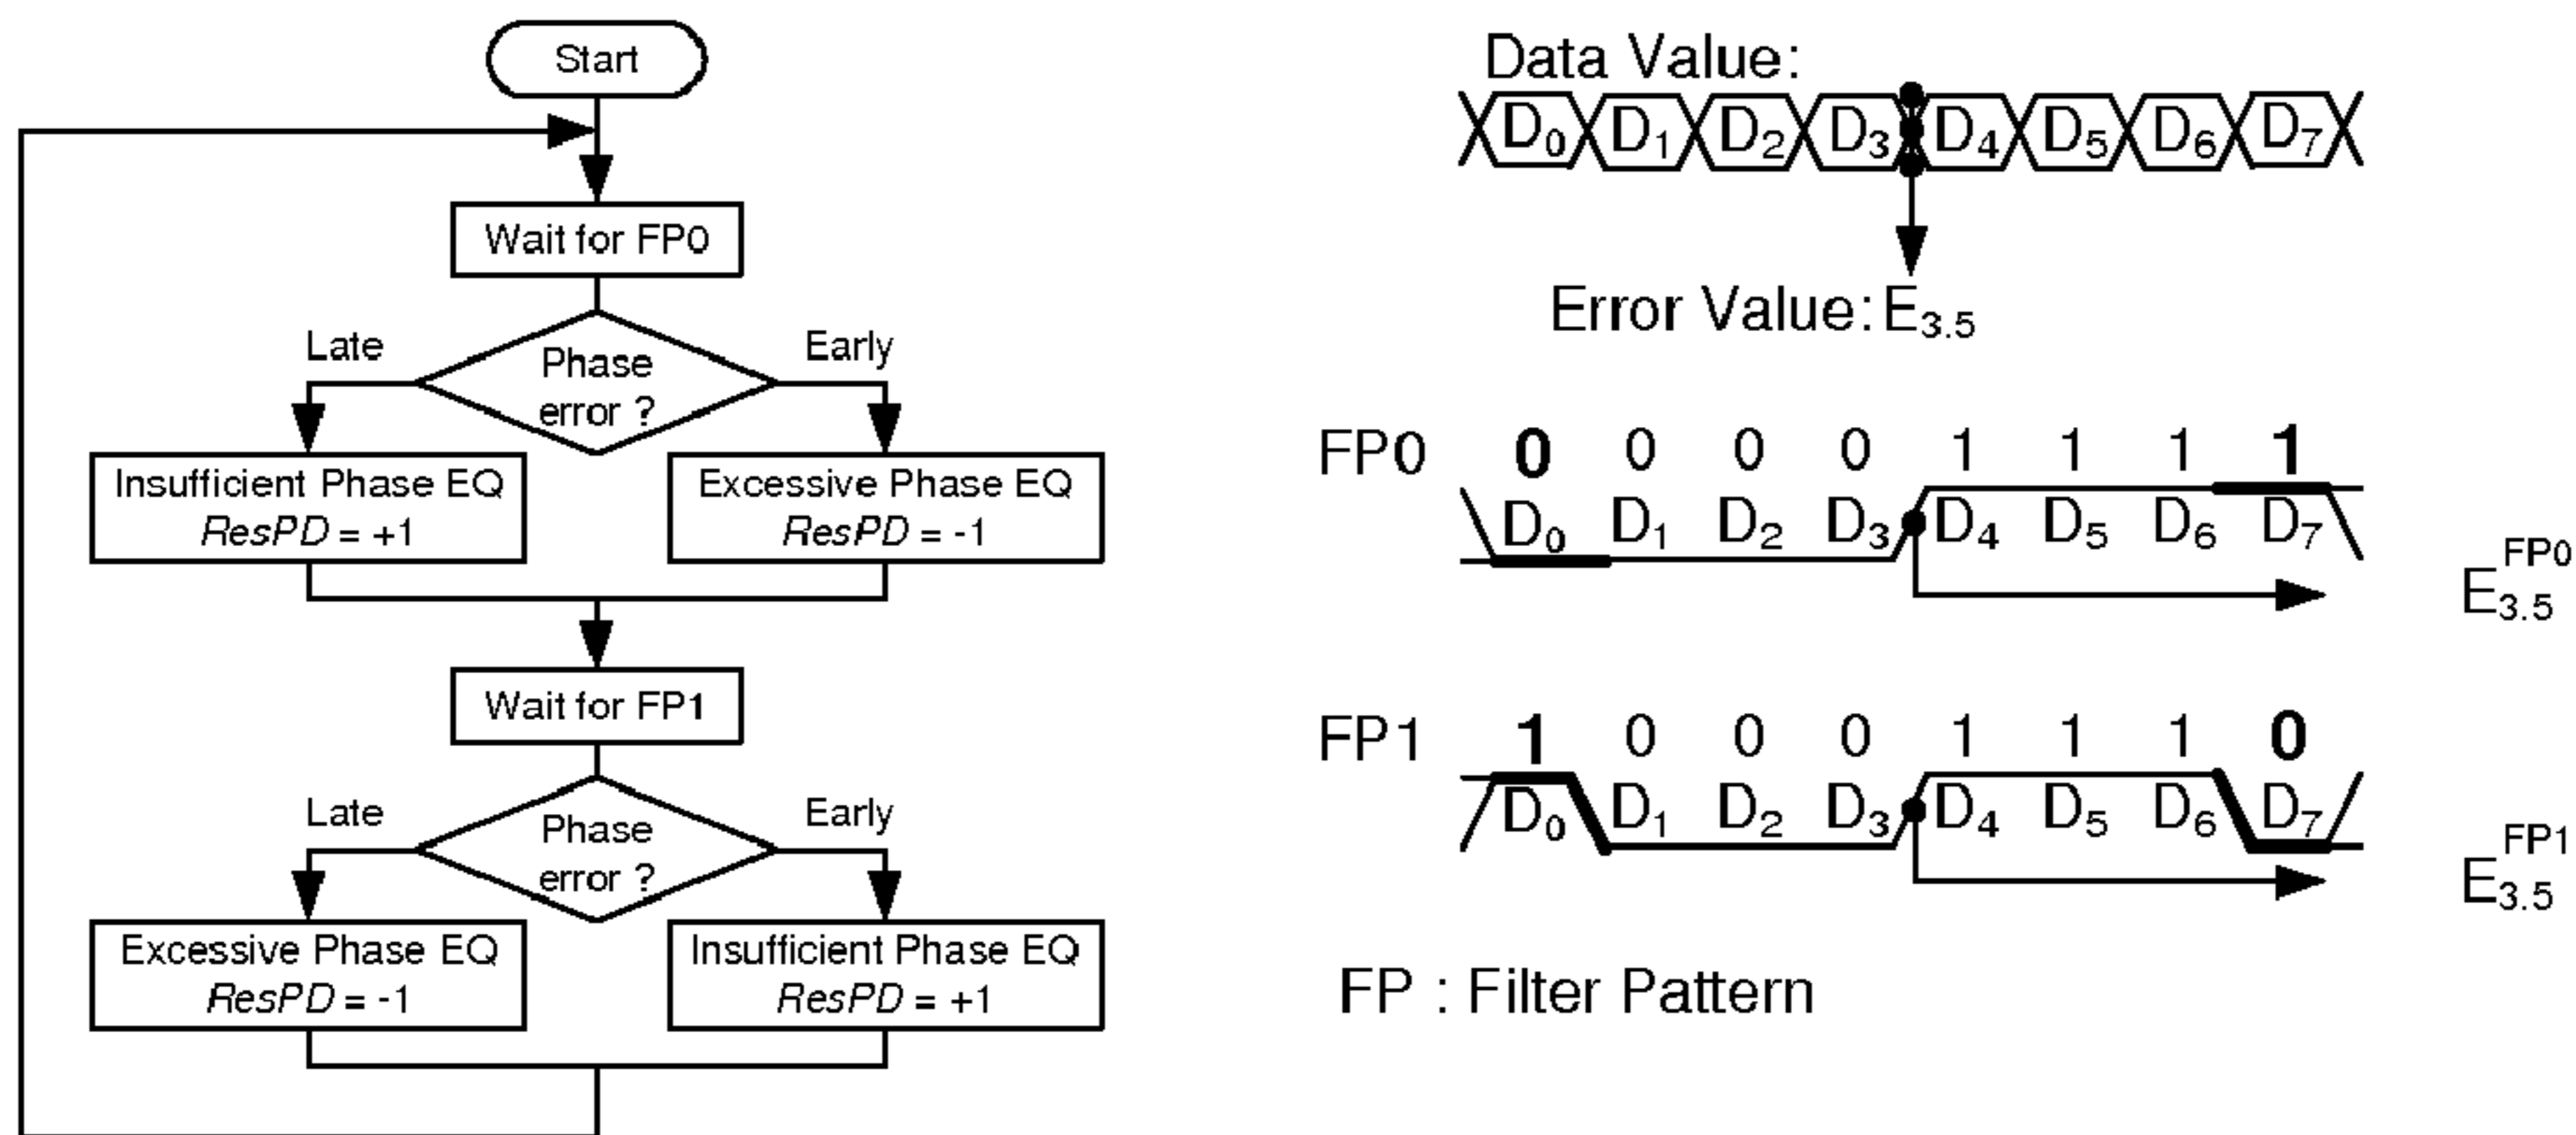 Start
Wait for FP0
Late
Early
Phase
error ?
Insufficient Phase EQ
ResPD = +1
Excessive Phase EQ
ResPD = -1
Wait for FP1
Late
Early
Phase
error ?
Excessive Phase EQ
ResPD = -1
Insufficient Phase EQ
ResPD = +1
Data Value:
D0 D1 D2 D3 D4 D5 D6 D7
Error Value: E3.5
FP0 0 0 0 0 1 1 1 1
D0 D1 D2 D3 D4 D5 D6 D7
E3.5 FP0
FP1 1 0 0 0 1 1 1 0
D0 D1 D2 D3 D4 D5 D6 D7
E3.5 FP1
FP : Filter Pattern